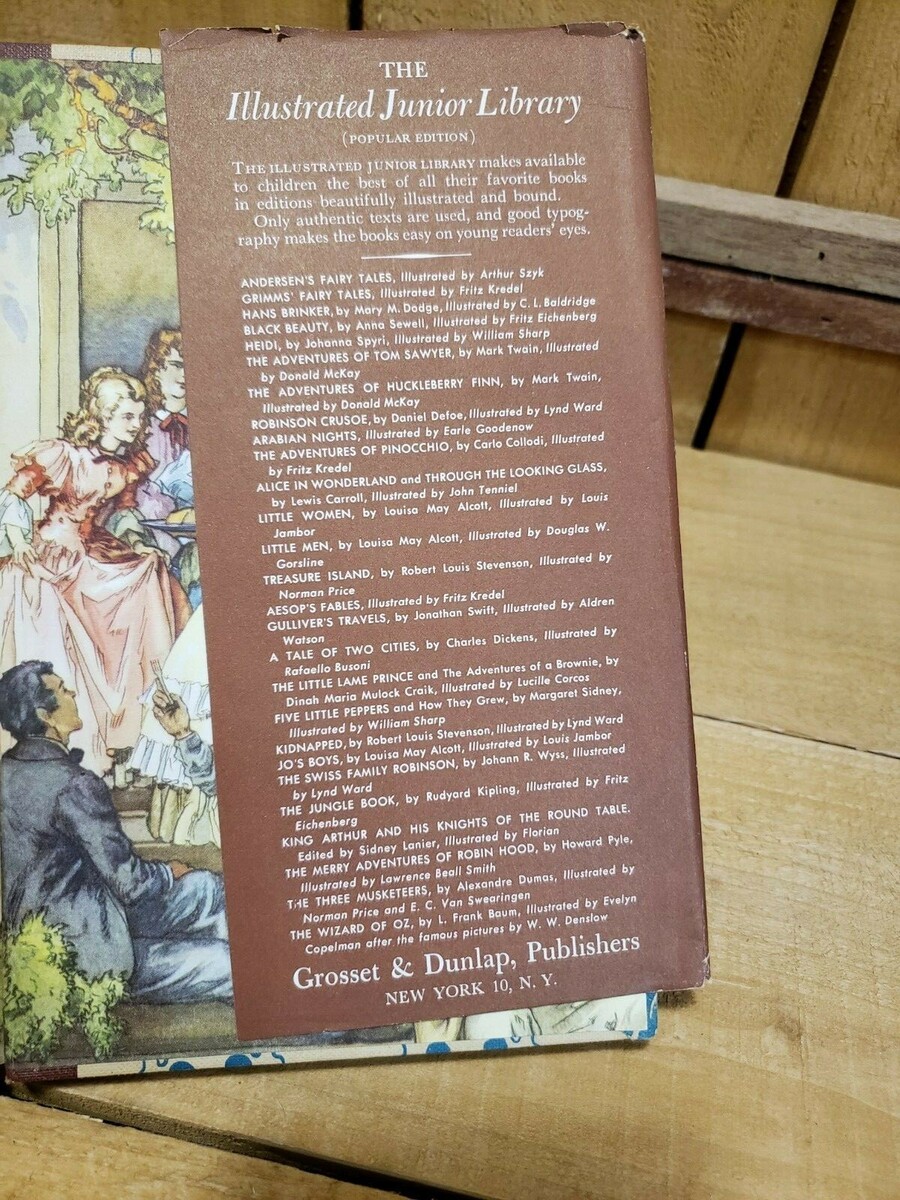 THE
Illustrated Junior Library
(POPULAR EDITION)
THE ILLUSTRATED JUNIOR LIBRARY makes available
to children the best of all their favorite books
in editions beautifully illustrated and bound.
Only authentic texts are used, and good typog-
raphy makes the books easy on young readers' eyes.
ANDERSEN'S FAIRY TALES, Illustrated by Arthur Szyk
GRIMMS' FAIRY TALES, Illustrated by Fritz Kredel
HANS BRINKER, by Mary M. Dodge, Illustrated by C. L. Baldridge
BLACK BEAUTY, by Anna Sewell, Illustrated by Fritz Eichenberg
HEIDI, by Johanna Spyri, Illustrated by William Sharp
THE ADVENTURES OF TOM SAWYER, by Mark Twain, Illustrated
by Donald McKay
THE ADVENTURES OF HUCKLEBERRY FINN, by Mark Twain,
Illustrated by Donald McKay
ROBINSON CRUSOE, by Daniel Defoe, Illustrated by Lynd Ward
ARABIAN NIGHTS, Illustrated by Earle Goodenow
THE ADVENTURES OF PINOCCHIO, by Carlo Collodi, Illustrated
by Fritz Kredel
ALICE IN WONDERLAND and THROUGH THE LOOKING GLASS,
by Lewis Carroll, Illustrated by John Tenniel
LITTLE WOMEN, by Louisa May Alcott, Illustrated by Louis
Jambor
LITTLE MEN, by Louisa May Alcott, Illustrated by Douglas W.
Gorsline
TREASURE ISLAND, by Robert Louis Stevenson, Illustrated by
Norman Price
AESOP'S FABLES, Illustrated by Fritz Kredel
GULLIVER'S TRAVELS, by Jonathan Swift, Illustrated by Aldren
Watson
A TALE OF TWO CITIES, by Charles Dickens, Illustrated by
Rafaello Busoni
THE LITTLE LAME PRINCE and The Adventures of a Brownie, by
Dinah Maria Mulock Craik, Illustrated by Lucille Corcos
FIVE LITTLE PEPPERS and How They Grew, by Margaret Sidney,
Illustrated by William Sharp
KIDNAPPED, by Robert Louis Stevenson, Illustrated by Lynd Ward
JO'S BOYS, by Louisa May Alcott, Illustrated by Louis Jambor
THE SWISS FAMILY ROBINSON, by Johann R. Wyss, Illustrated
by Lynd Ward
THE JUNGLE BOOK, by Rudyard Kipling, Illustrated by Fritz
Eichenberg
KING ARTHUR AND HIS KNIGHTS OF THE ROUND TABLE.
Edited by Sidney Lanier, Illustrated by Florian
THE MERRY ADVENTURES OF ROBIN HOOD, by Howard Pyle,
Illustrated by Lawrence Beall Smith
THE THREE MUSKETEERS, by Alexandre Dumas, Illustrated by
Norman Price and E. C. Van Swearingen
THE WIZARD OF OZ, by L. Frank Baum, Illustrated by Evelyn
Copelman after the famous pictures by W. W. Denslow
Grosset & Dunlap, Publishers
NEW YORK 10, N. Y.